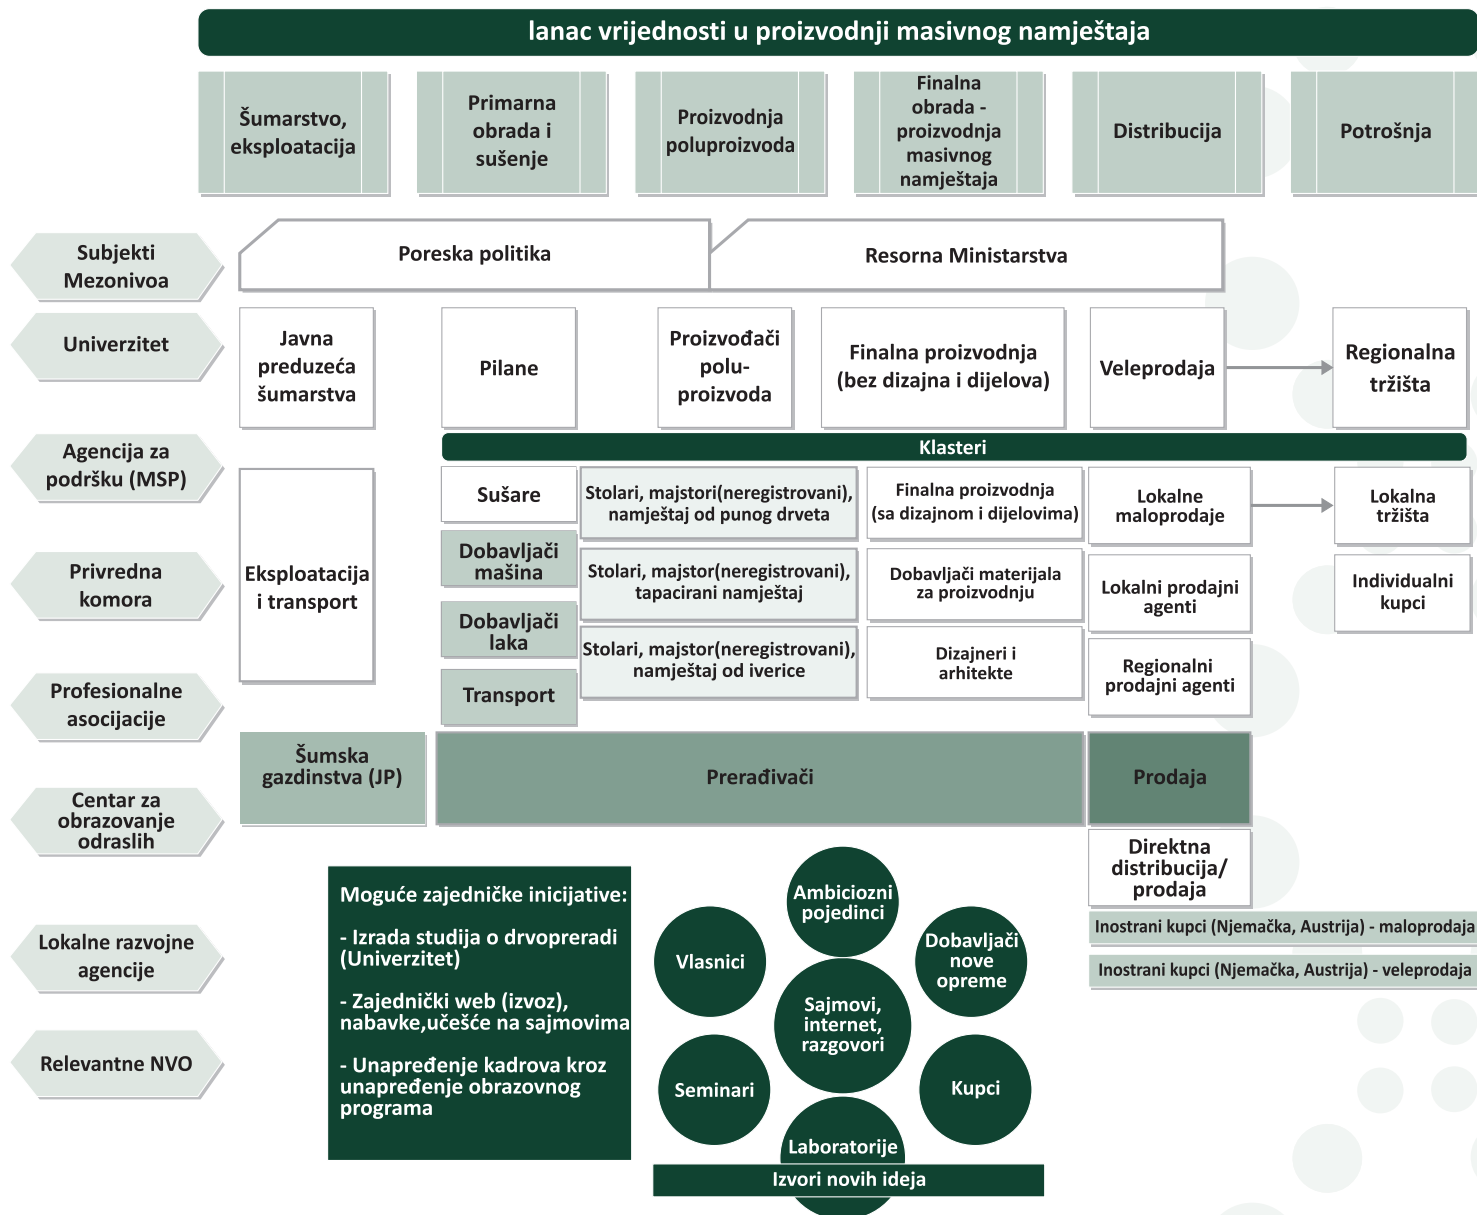 lanac vrijednosti u proizvodnji masivnog namještaja
Šumarstvo,
eksploatacija
Primarna
obrada i
sušenje
Proizvodnja
poluproizvoda
Finalna
obrada -
proizvodnja
masivnog
namještaja
Distribucija
Potrošnja
Subjekti
Mezonivoa
Poreska politika
Resorna Ministarstva
Univerzitet
Javna
preduzeća
šumarstva
Pilane
Proizvođači
polu-
proizvoda
Finalna proizvodnja
(bez dizajna i dijelova)
Veleprodaja
Regionalna
tržišta
Klasteri
Agencija za
podršku (MSP)
Eksploatacija
i transport
Sušare
Stolari, majstori(neregistrovani),
namještaj od punog drveta
Finalna proizvodnja
(sa dizajnom i dijelovima)
Lokalne
maloprodaje
Lokalna
tržišta
Privredna
komora
Dobavljači
mašina
Stolari, majstor(neregistrovani),
tapacirani namještaj
Dobavljači materijala
za proizvodnju
Lokalni prodajni
agenti
Individualni
kupci
Dobavljači
laka
Stolari, majstor(neregistrovani),
namještaj od iverice
Dizajneri i
arhitekte
Regionalni
prodajni agenti
Profesionalne
asocijacije
Transport
Šumska
gazdinstva (JP)
Prerađivači
Prodaja
Centar za
obrazovanje
odraslih
Direktna
distribucija/
prodaja
Inostrani kupci (Njemačka, Austrija) - maloprodaja
Inostrani kupci (Njemačka, Austrija) - veleprodaja
Lokalne razvojne
agencije
Relevantne NVO
Moguće zajedničke inicijative:
- Izrada studija o drvopreradi
(Univerzitet)
- Zajednički web (izvoz),
nabavke,učešće na sajmovima
- Unapređenje kadrova kroz
unapređenje obrazovnog
programa
Ambiciozni
pojedinci
Vlasnici
Dobavljači
nove
opreme
Sajmovi,
internet,
razgovori
Seminari
Kupci
Laboratorije
Izvori novih ideja